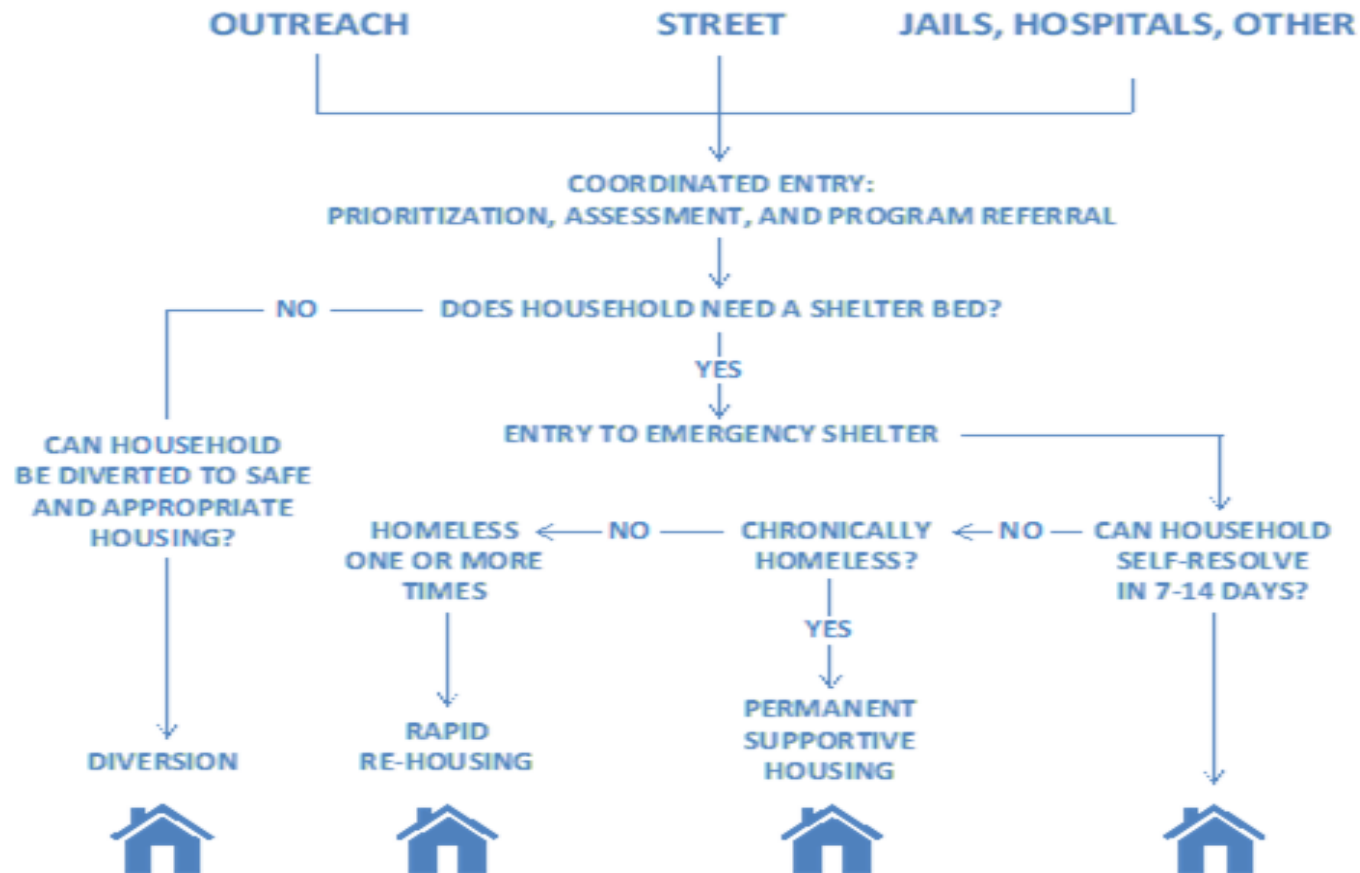 OUTREACH
STREET
JAILS, HOSPITALS, OTHER
COORDINATED ENTRY:
PRIORITIZATION, ASSESSMENT, AND PROGRAM REFERRAL
NO
DOES HOUSEHOLD NEED A SHELTER BED?
YES
ENTRY TO EMERGENCY SHELTER
CAN HOUSEHOLD
BE DIVERTED TO SAFE
AND APPROPRIATE
HOUSING?
HOMELESS
ONE OR MORE
TIMES
NO
CHRONICALLY
HOMELESS?
NO
CAN HOUSEHOLD
SELF-RESOLVE
IN 7-14 DAYS?
YES
DIVERSION
RAPID
RE-HOUSING
PERMANENT
SUPPORTIVE
HOUSING